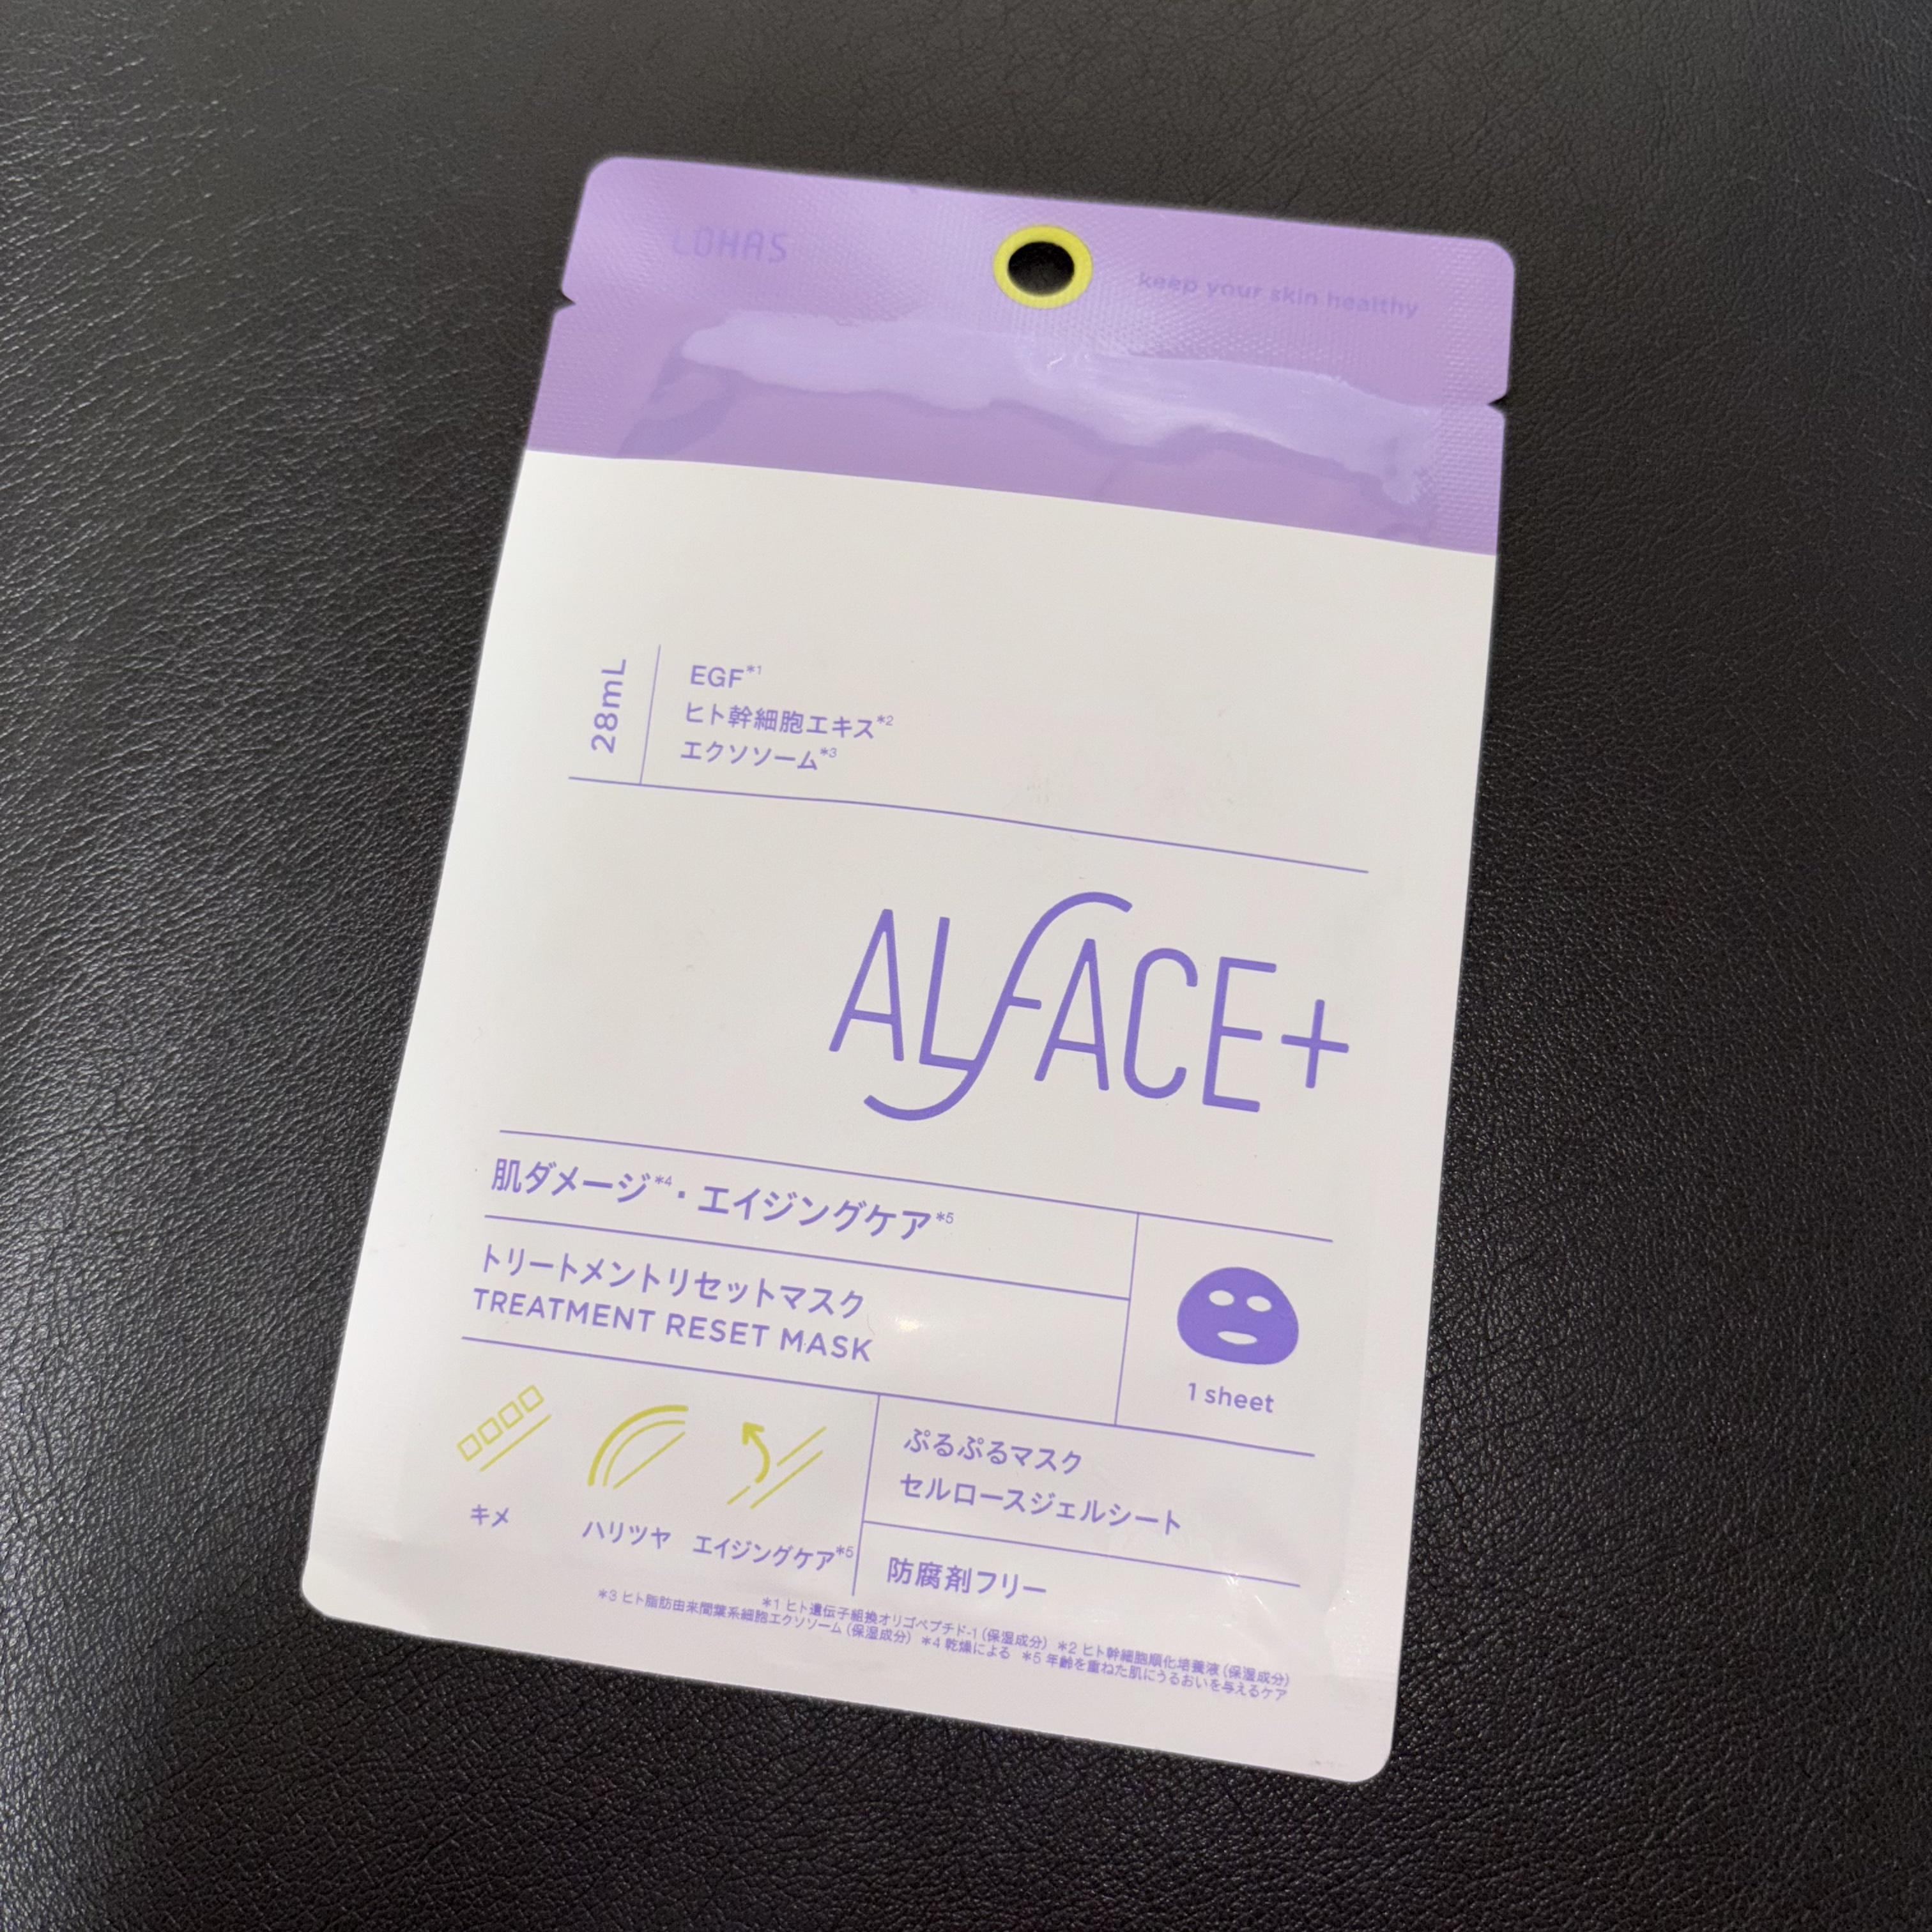 LOHAS
keep your skin healthy
28mL
EGF*1
ヒト幹細胞エキス*2
エクソソーム*3
ALFACE+
肌ダメージ*4・エイジングケア*5
トリートメントリセットマスク
TREATMENT RESET MASK
1 sheet
キメ
ハリツヤ
エイジングケア*5
ぷるぷるマスク
セルロースジェルシート
防腐剤フリー
*1 ヒト遺伝子組換オリゴペプチド-1(保湿成分) *2 ヒト幹細胞順化培養液(保湿成分)
*3 ヒト脂肪由来間葉系細胞エクソソーム(保湿成分) *4 乾燥による *5 年齢を重ねた肌にうるおいを与えるケア